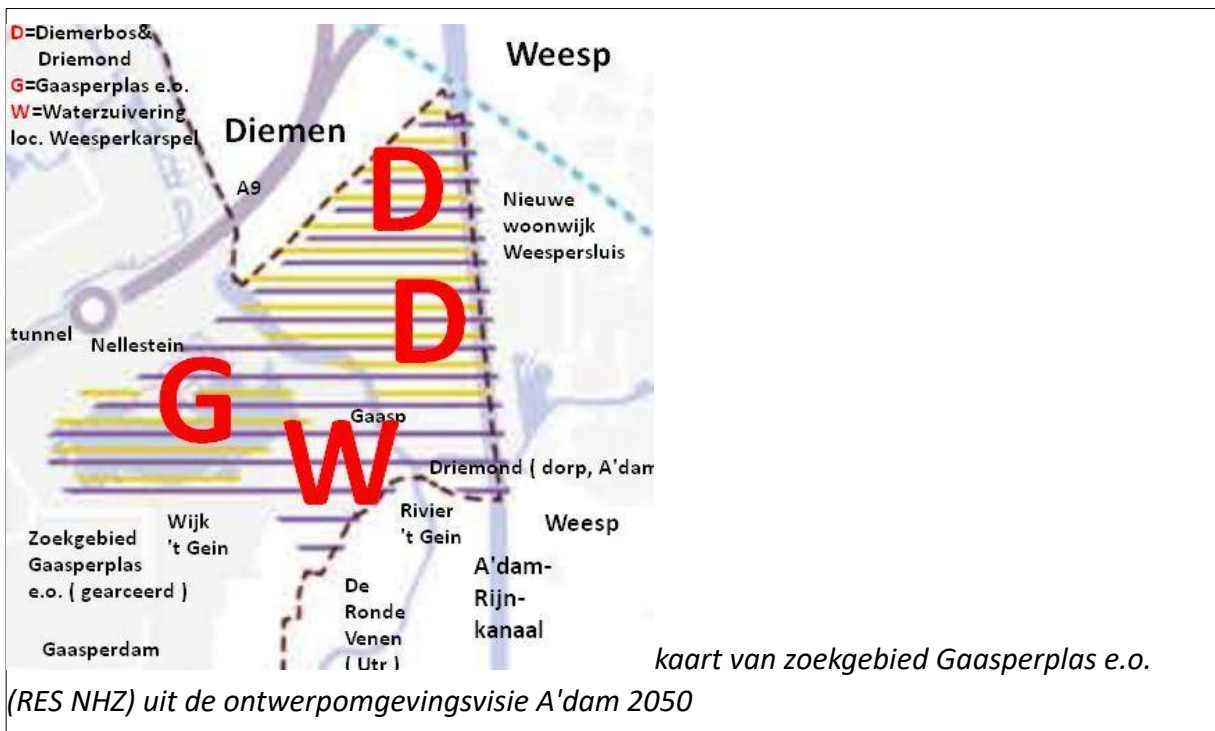 D=Diemerbos&
Driemond
G=Gaasperplas e.o.
W=Waterzuivering
loc. Weesperkarspel
Weesp
Diemen
A9
D
Nieuwe
woonwijk
Weespersluis
D
tunnel
Nellestein
G
Gaasp
W
Driemond ( dorp, A'dam
Zoekgebied
Gaasperplas
e.o. ( gearceerd )
Wijk
't Gein
Rivier
't Gein
Weesp
A'dam-
Rijn-
kanaal
De
Ronde
Venen
( Utr )
Gaasperdam
kaart van zoekgebied Gaasperplas e.o.
(RES NHZ) uit de ontwerpomgevingsvisie A'dam 2050